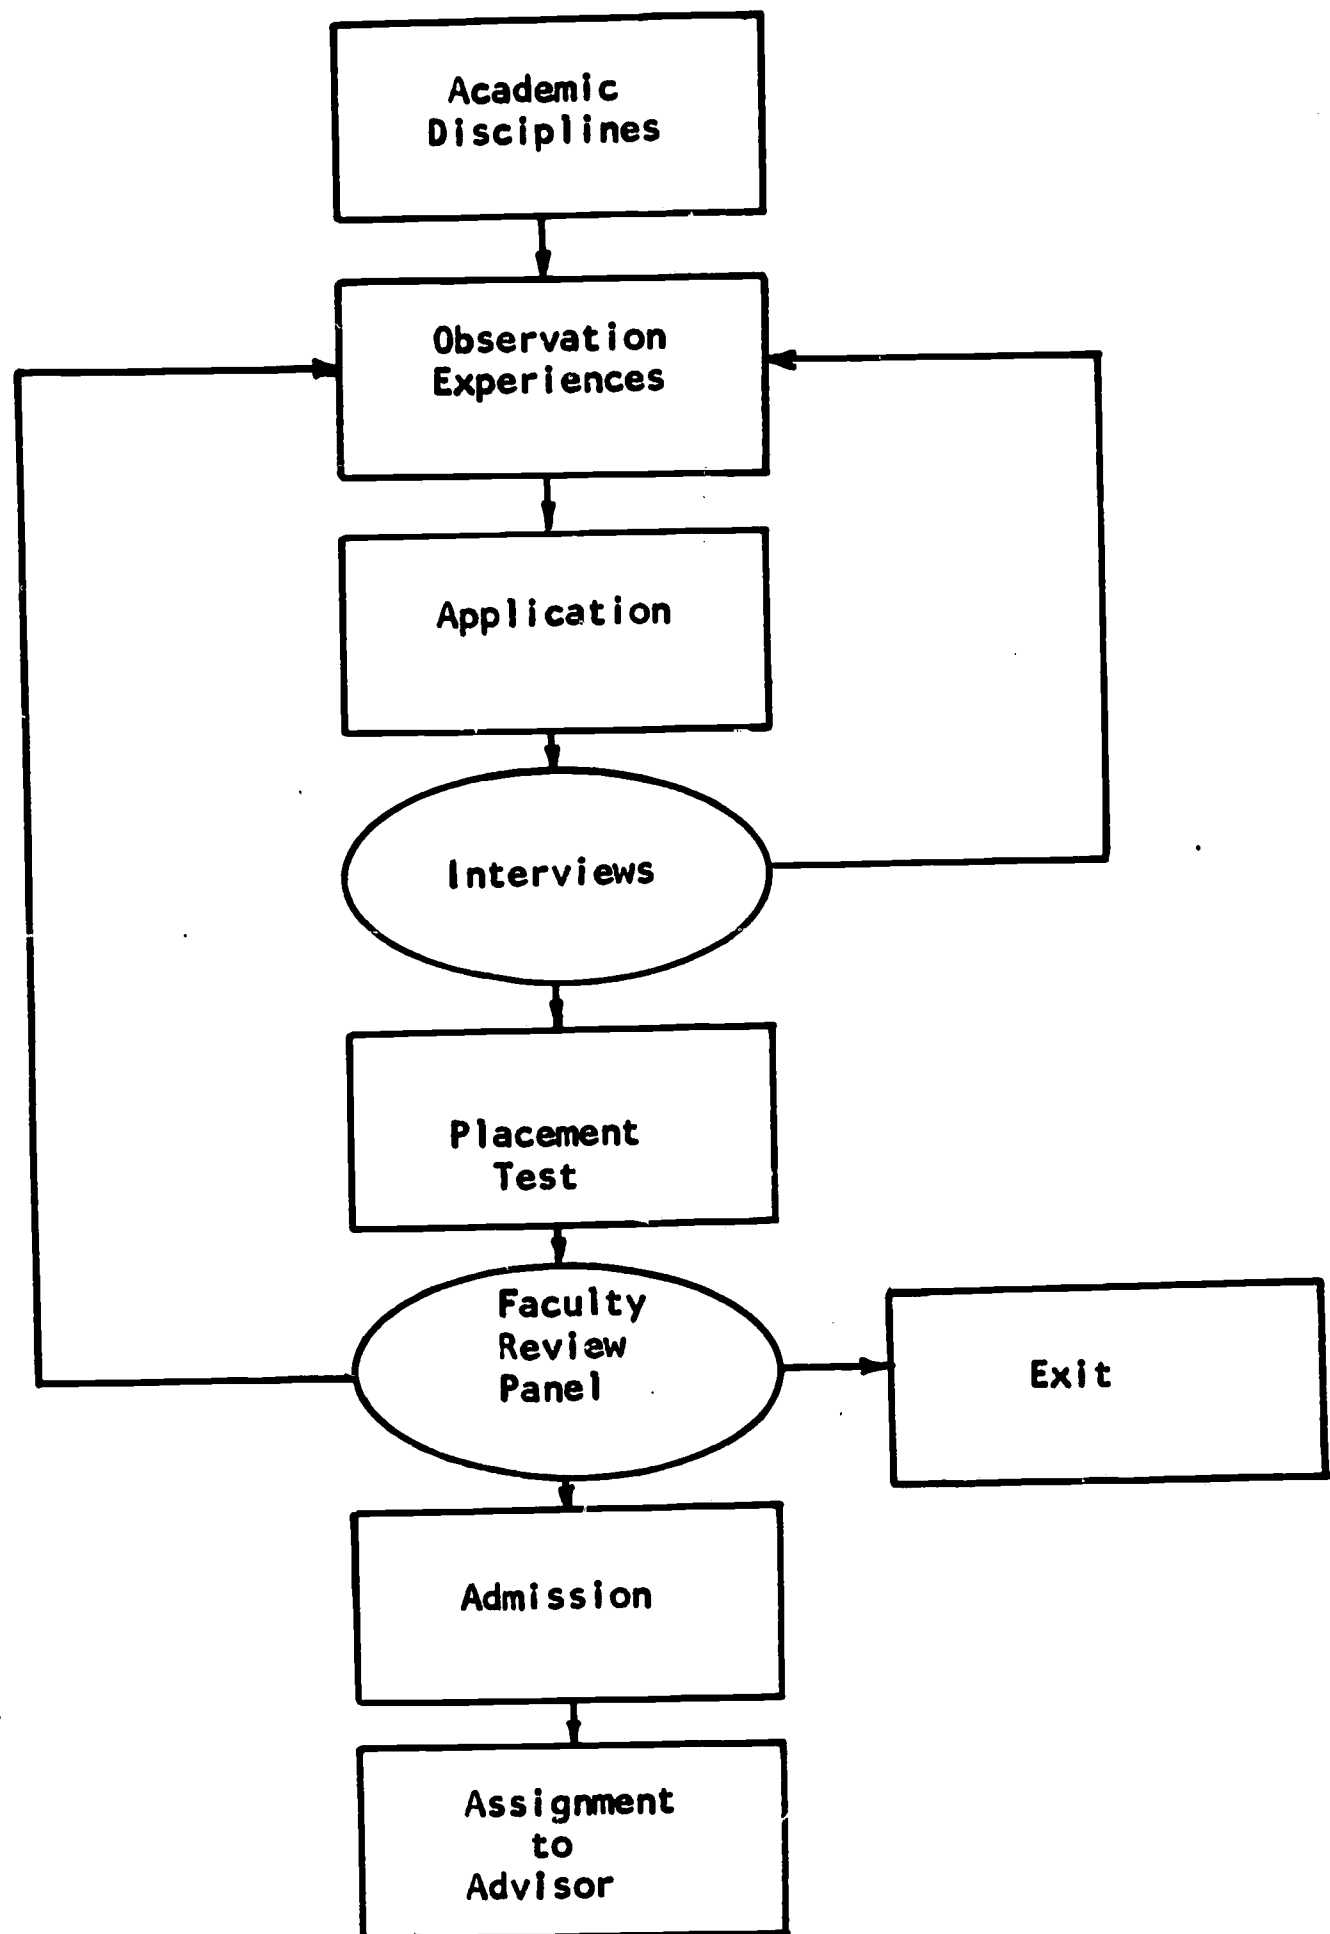 Academic
Disciplines
Observation
Experiences
Application
Interviews
Placement
Test
Faculty
Review
Panel
Exit
Admission
Assignment
to
Advisor